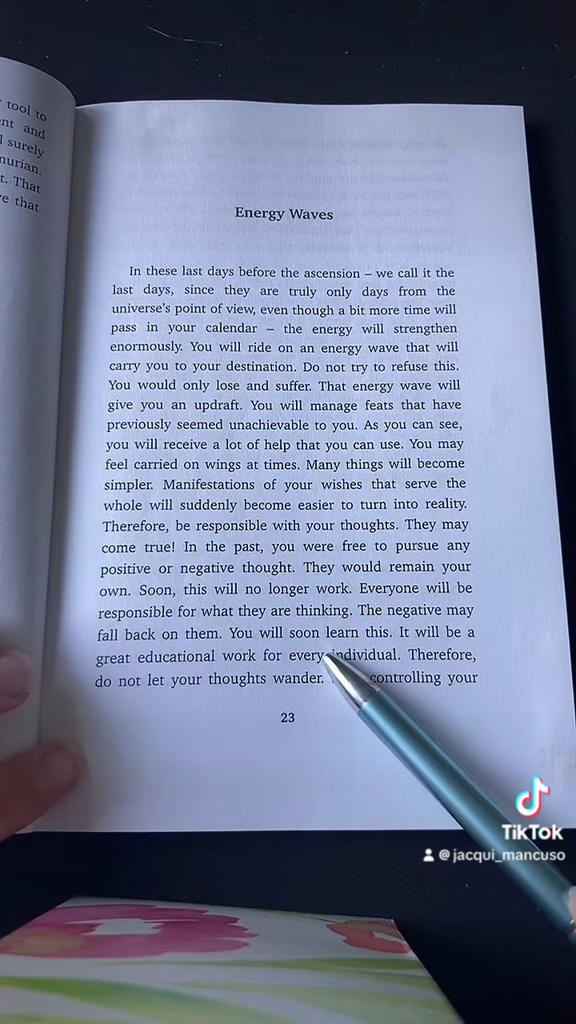 tool to
and
surely
t. That
that
Energy Waves
In these last days before the ascension – we call it the
last days, since they are truly only days from the
universe's point of view, even though a bit more time will
pass in your calendar – the energy will strengthen
enormously. You will ride on an energy wave that will
carry you to your destination. Do not try to refuse this.
You would only lose and suffer. That energy wave will
give you an updraft. You will manage feats that have
previously seemed unachievable to you. As you can see,
you will receive a lot of help that you can use. You may
feel carried on wings at times. Many things will become
simpler. Manifestations of your wishes that serve the
whole will suddenly become easier to turn into reality.
Therefore, be responsible with your thoughts. They may
come true! In the past, you were free to pursue any
positive or negative thought. They would remain your
own. Soon, this will no longer work. Everyone will be
responsible for what they are thinking. The negative may
fall back on them. You will soon learn this. It will be a
great educational work for every individual. Therefore,
do not let your thoughts wander. controlling your
23
TikTok
@jacqui_mancuso